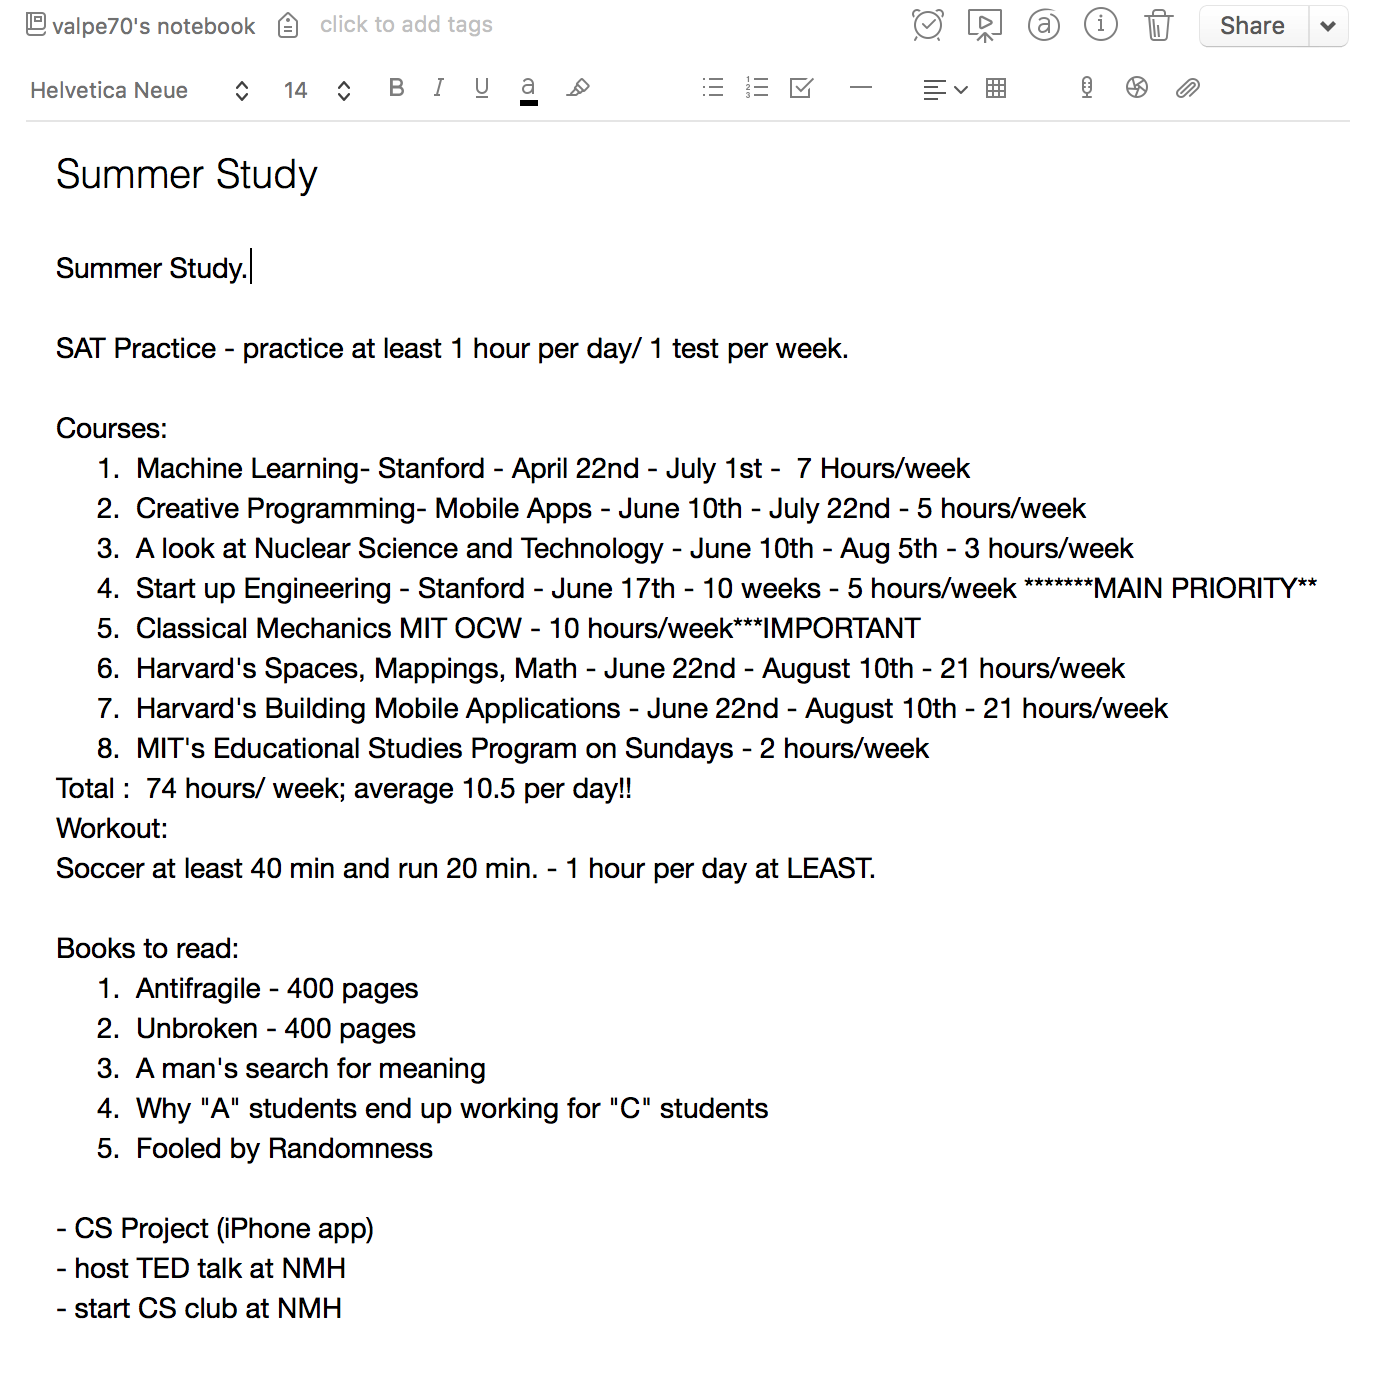 valpe70's notebook click to add tags Share
Helvetica Neue 14 B I U a
Summer Study
Summer Study.
SAT Practice - practice at least 1 hour per day/ 1 test per week.
Courses:
1. Machine Learning- Stanford - April 22nd - July 1st -  7 Hours/week
2. Creative Programming- Mobile Apps - June 10th - July 22nd - 5 hours/week
3. A look at Nuclear Science and Technology - June 10th - Aug 5th - 3 hours/week
4. Start up Engineering - Stanford - June 17th - 10 weeks - 5 hours/week *******MAIN PRIORITY**
5. Classical Mechanics MIT OCW - 10 hours/week***IMPORTANT
6. Harvard's Spaces, Mappings, Math - June 22nd - August 10th - 21 hours/week
7. Harvard's Building Mobile Applications - June 22nd - August 10th - 21 hours/week
8. MIT's Educational Studies Program on Sundays - 2 hours/week
Total :  74 hours/ week; average 10.5 per day!!
Workout:
Soccer at least 40 min and run 20 min. - 1 hour per day at LEAST.
Books to read:
1. Antifragile - 400 pages
2. Unbroken - 400 pages
3. A man's search for meaning
4. Why "A" students end up working for "C" students
5. Fooled by Randomness
- CS Project (iPhone app)
- host TED talk at NMH
- start CS club at NMH